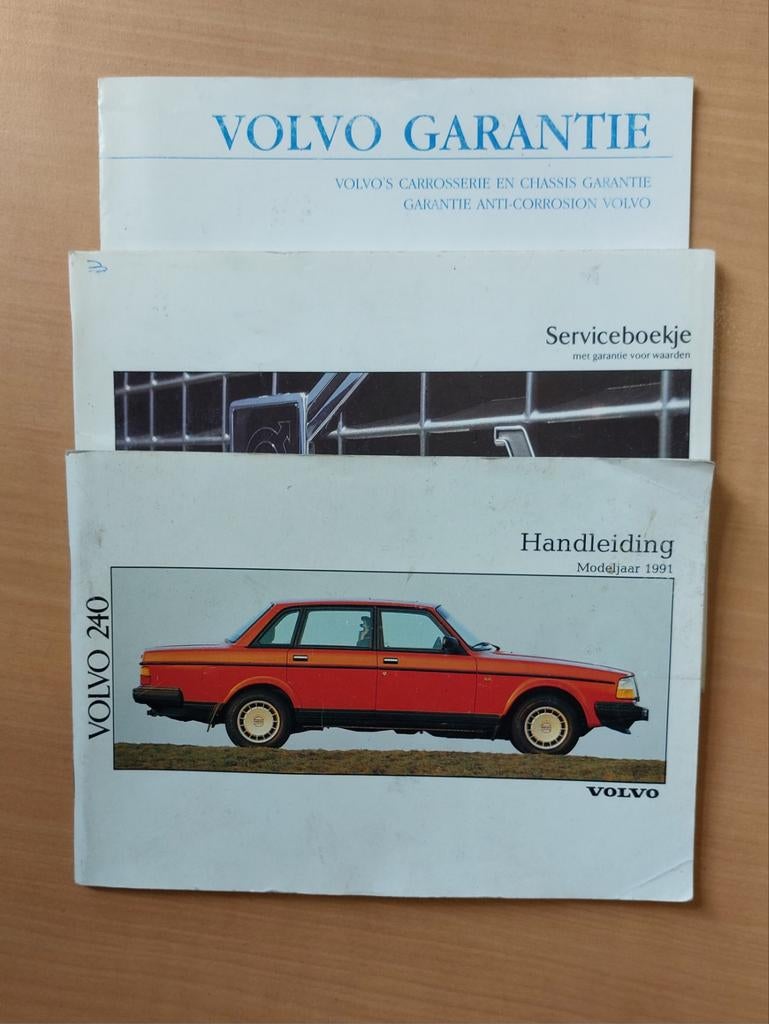 VOLVO GARANTIE
VOLVO'S CARROSSERIE EN CHASSIS GARANTIE
GARANTIE ANTI-CORROSION VOLVO
Serviceboekje
met garantie voor waarden
Handleiding
Modeljaar 1991
VOLVO 240
VOLVO